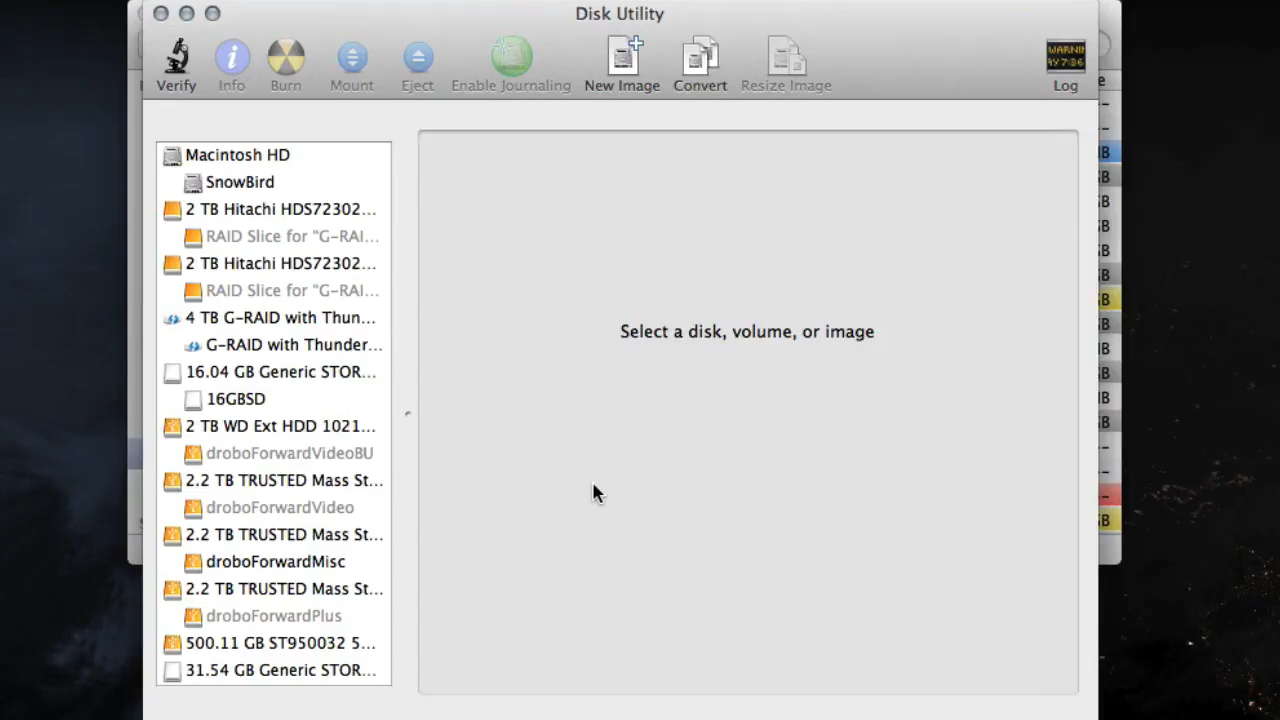 Disk Utility
Verify Info Burn Mount Eject Enable Journaling New Image Convert Resize Image Log
WARNIN
AY 7:36
Macintosh HD
SnowBird
2 TB Hitachi HDS72302...
RAID Slice for "G-RAI...
2 TB Hitachi HDS72302...
RAID Slice for "G-RAI...
4 TB G-RAID with Thun...
G-RAID with Thunder...
16.04 GB Generic STOR...
16GBSD
2 TB WD Ext HDD 1021...
droboForwardVideoBU
2.2 TB TRUSTED Mass St...
droboForwardVideo
2.2 TB TRUSTED Mass St...
droboForwardMisc
2.2 TB TRUSTED Mass St...
droboForwardPlus
500.11 GB ST950032 5...
31.54 GB Generic STOR...
Select a disk, volume, or image